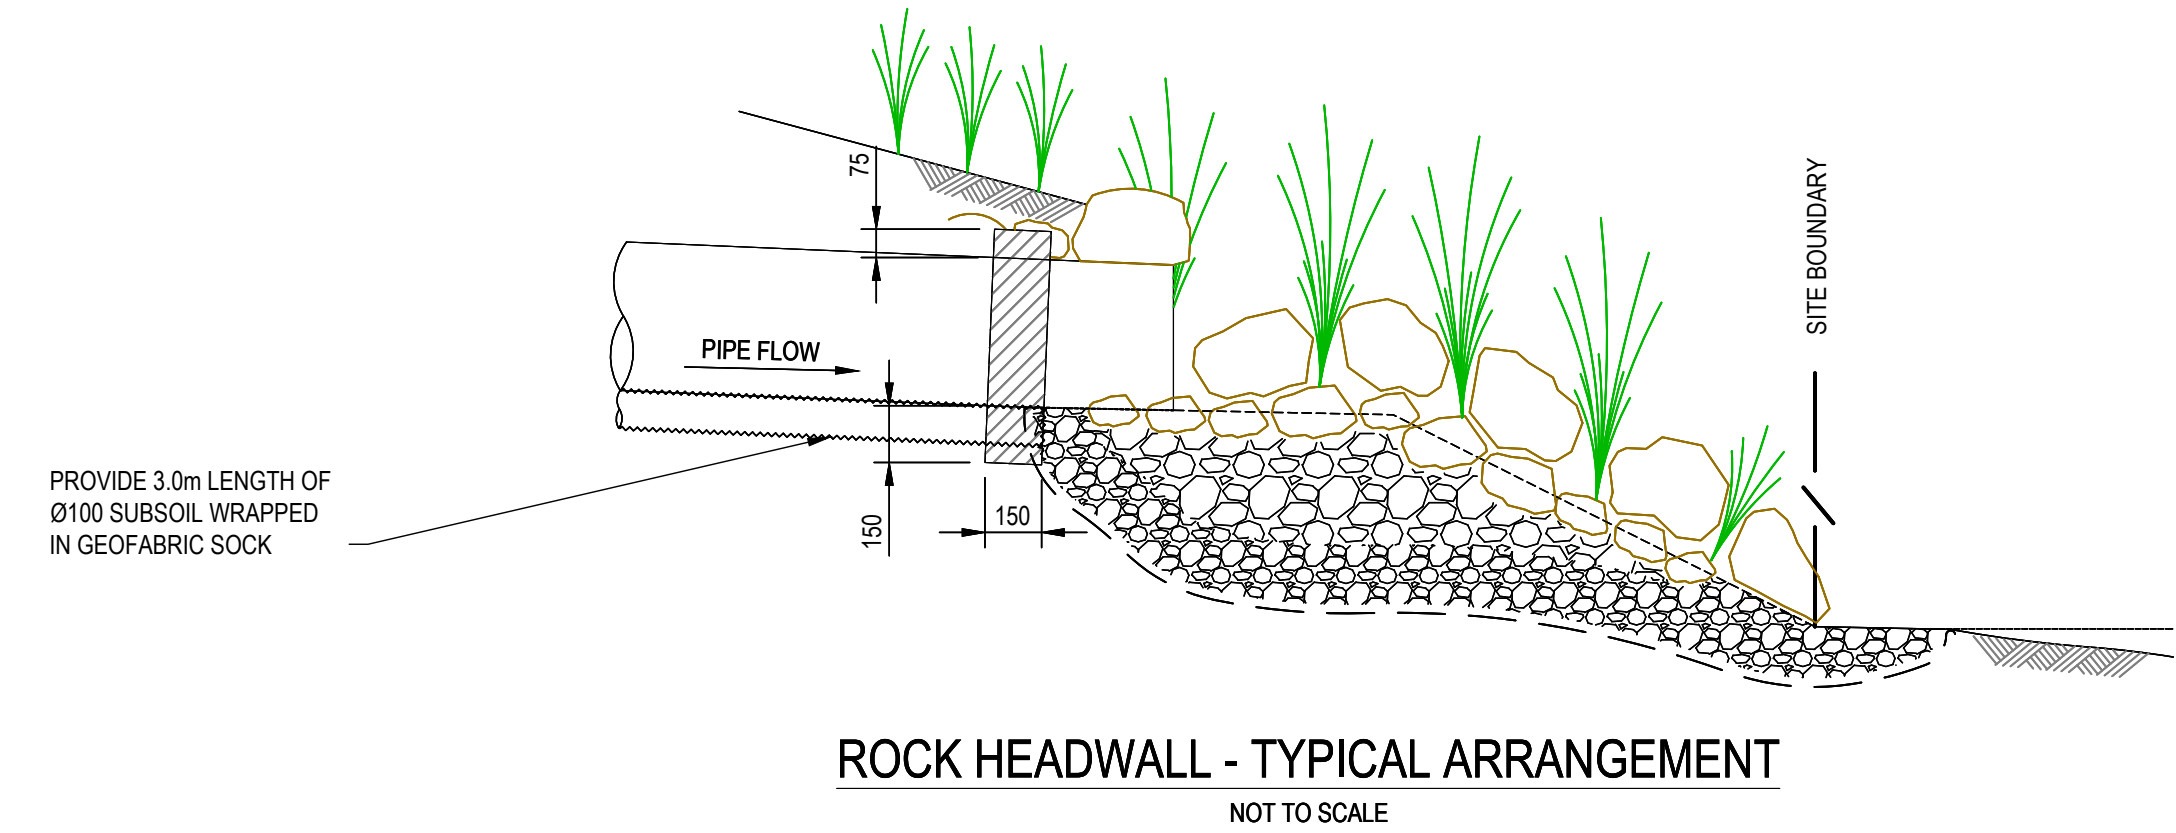 75
SITE BOUNDARY
PIPE FLOW
PROVIDE 3.0m LENGTH OF
Ø100 SUBSOIL WRAPPED
IN GEOFABRIC SOCK
150
150
ROCK HEADWALL - TYPICAL ARRANGEMENT
NOT TO SCALE